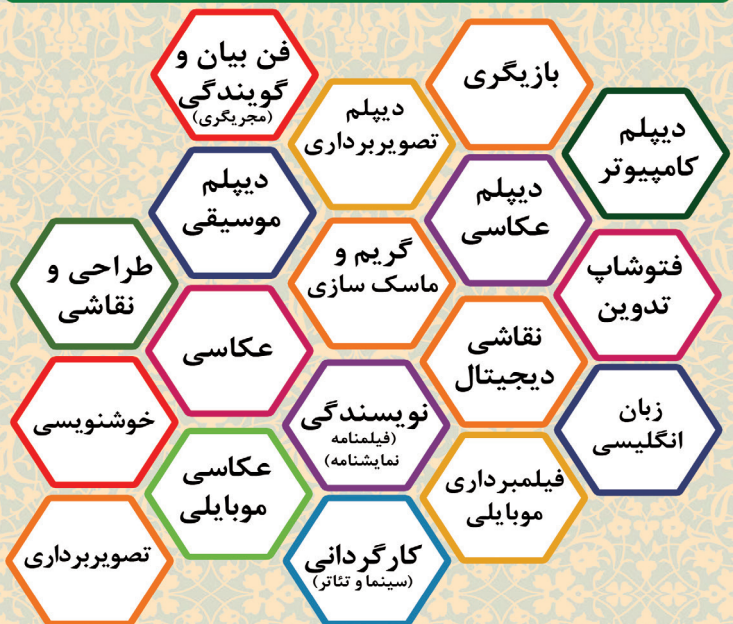 فن بیان و
گویندگی
(مجریگری)
بازیگری
دیپلم
تصویربرداری
دیپلم
کامپیوتر
دیپلم
موسیقی
دیپلم
عکاسی
گریم و
ماسک سازی
طراحی و
نقاشی
فتوشاپ
تدوین
عکاسی
نقاشی
دیجیتال
خوشنویسی
نویسندگی
(فیلمنامه
نمایشنامه)
زبان
انگلیسی
عکاسی
موبایلی
فیلمبرداری
موبایلی
تصویربرداری
کارگردانی
(سینما و تئاتر)